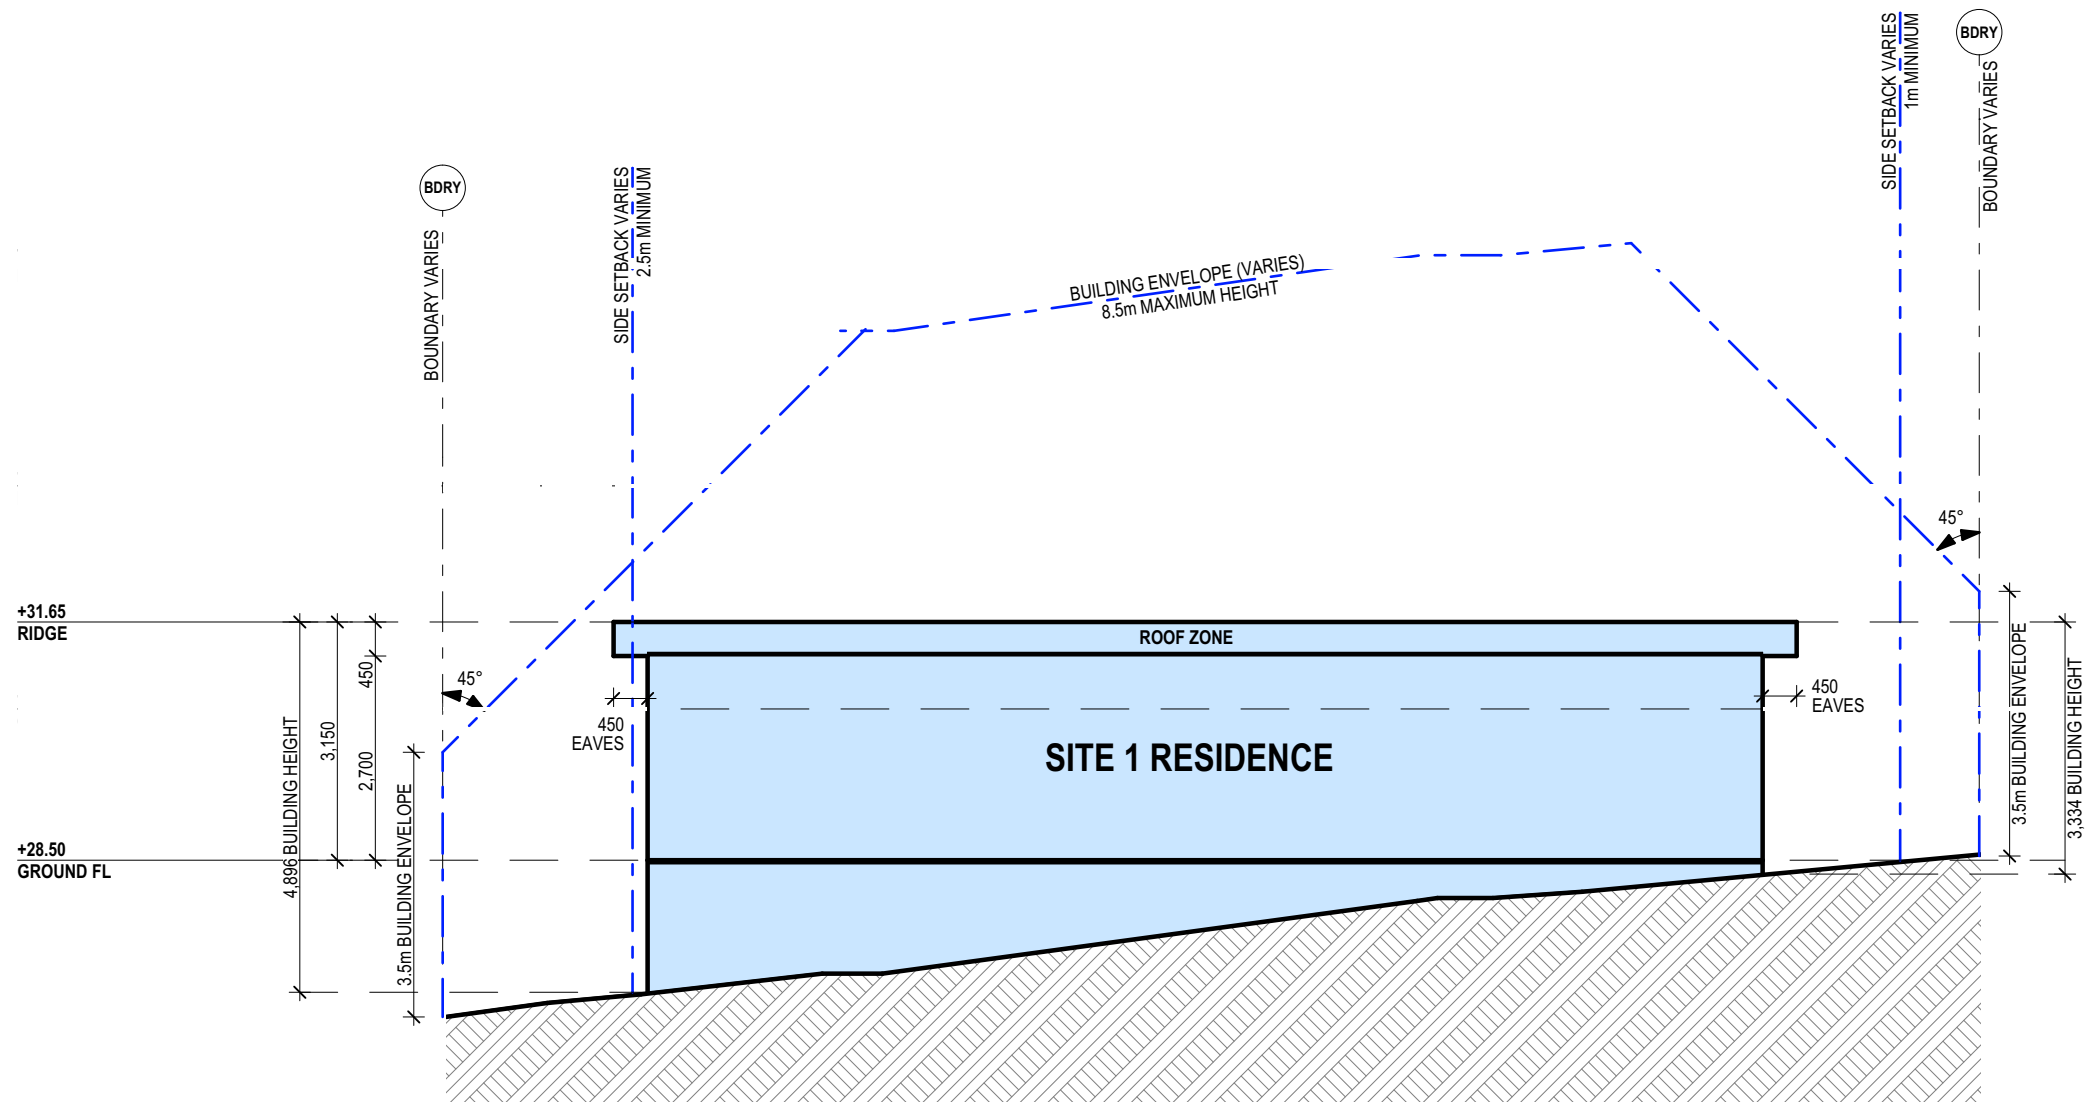 BDRY
SIDE SETBACK VARIES
1m MINIMUM
BOUNDARY VARIES
BDRY
BOUNDARY VARIES
SIDE SETBACK VARIES
2.5m MINIMUM
BUILDING ENVELOPE (VARIES)
8.5m MAXIMUM HEIGHT
45°
+31.65
RIDGE
ROOF ZONE
45°
450
450
EAVES
450
EAVES
SITE 1 RESIDENCE
3,150
2,700
4,896 BUILDING HEIGHT
3.5m BUILDING ENVELOPE
3.5m BUILDING ENVELOPE
3,334 BUILDING HEIGHT
+28.50
GROUND FL